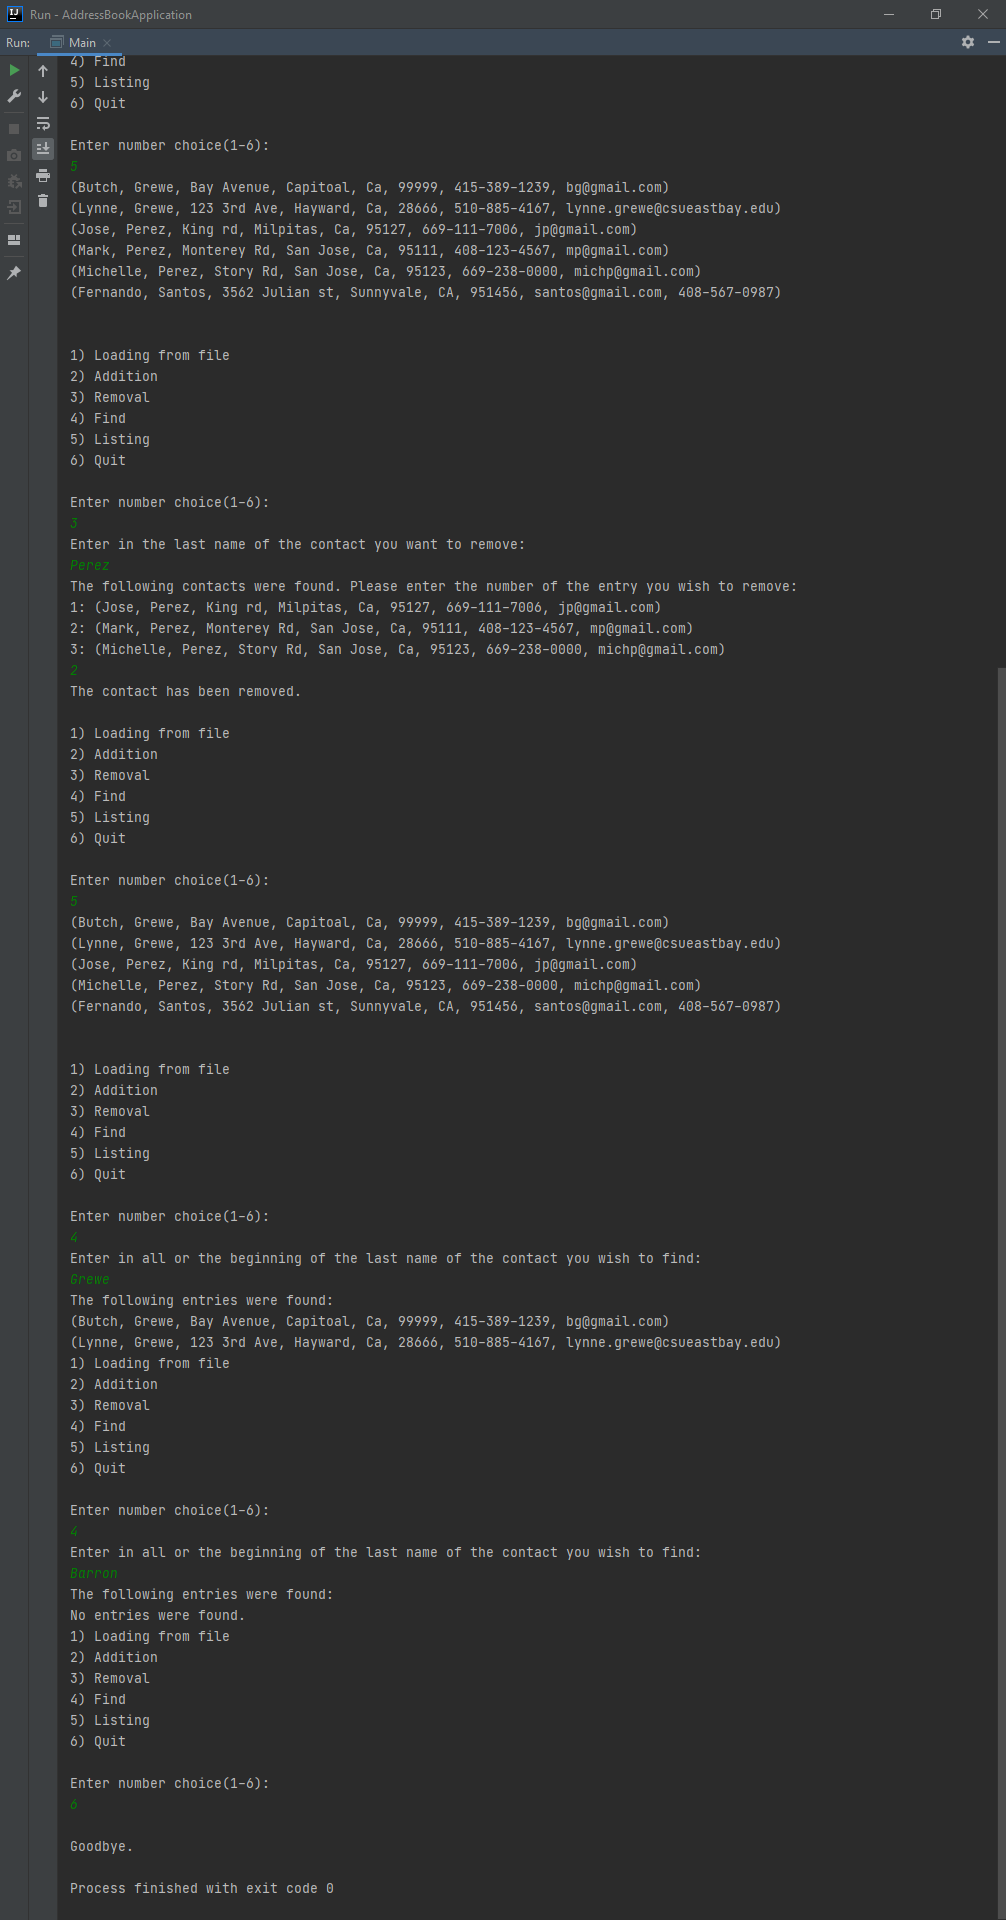 Run - AddressBookApplication
Run: Main
4) Find
5) Listing
6) Quit
Enter number choice(1-6):
5
(Butch, Grewe, Bay Avenue, Capitoal, Ca, 99999, 415-389-1239, bg@gmail.com)
(Lynne, Grewe, 123 3rd Ave, Hayward, Ca, 28666, 510-885-4167, lynne.grewe@csueastbay.edu)
(Jose, Perez, King rd, Milpitas, Ca, 95127, 669-111-7006, jp@gmail.com)
(Mark, Perez, Monterey Rd, San Jose, Ca, 95111, 408-123-4567, mp@gmail.com)
(Michelle, Perez, Story Rd, San Jose, Ca, 95123, 669-238-0000, michp@gmail.com)
(Fernando, Santos, 3562 Julian st, Sunnyvale, CA, 951456, santos@gmail.com, 408-567-0987)
1) Loading from file
2) Addition
3) Removal
4) Find
5) Listing
6) Quit
Enter number choice(1-6):
3
Enter in the last name of the contact you want to remove:
Perez
The following contacts were found. Please enter the number of the entry you wish to remove:
1: (Jose, Perez, King rd, Milpitas, Ca, 95127, 669-111-7006, jp@gmail.com)
2: (Mark, Perez, Monterey Rd, San Jose, Ca, 95111, 408-123-4567, mp@gmail.com)
3: (Michelle, Perez, Story Rd, San Jose, Ca, 95123, 669-238-0000, michp@gmail.com)
2
The contact has been removed.
1) Loading from file
2) Addition
3) Removal
4) Find
5) Listing
6) Quit
Enter number choice(1-6):
5
(Butch, Grewe, Bay Avenue, Capitoal, Ca, 99999, 415-389-1239, bg@gmail.com)
(Lynne, Grewe, 123 3rd Ave, Hayward, Ca, 28666, 510-885-4167, lynne.grewe@csueastbay.edu)
(Jose, Perez, King rd, Milpitas, Ca, 95127, 669-111-7006, jp@gmail.com)
(Michelle, Perez, Story Rd, San Jose, Ca, 95123, 669-238-0000, michp@gmail.com)
(Fernando, Santos, 3562 Julian st, Sunnyvale, CA, 951456, santos@gmail.com, 408-567-0987)
1) Loading from file
2) Addition
3) Removal
4) Find
5) Listing
6) Quit
Enter number choice(1-6):
4
Enter in all or the beginning of the last name of the contact you wish to find:
Grewe
The following entries were found:
(Butch, Grewe, Bay Avenue, Capitoal, Ca, 99999, 415-389-1239, bg@gmail.com)
(Lynne, Grewe, 123 3rd Ave, Hayward, Ca, 28666, 510-885-4167, lynne.grewe@csueastbay.edu)
1) Loading from file
2) Addition
3) Removal
4) Find
5) Listing
6) Quit
Enter number choice(1-6):
4
Enter in all or the beginning of the last name of the contact you wish to find:
Barron
The following entries were found:
No entries were found.
1) Loading from file
2) Addition
3) Removal
4) Find
5) Listing
6) Quit
Enter number choice(1-6):
6
Goodbye.
Process finished with exit code 0